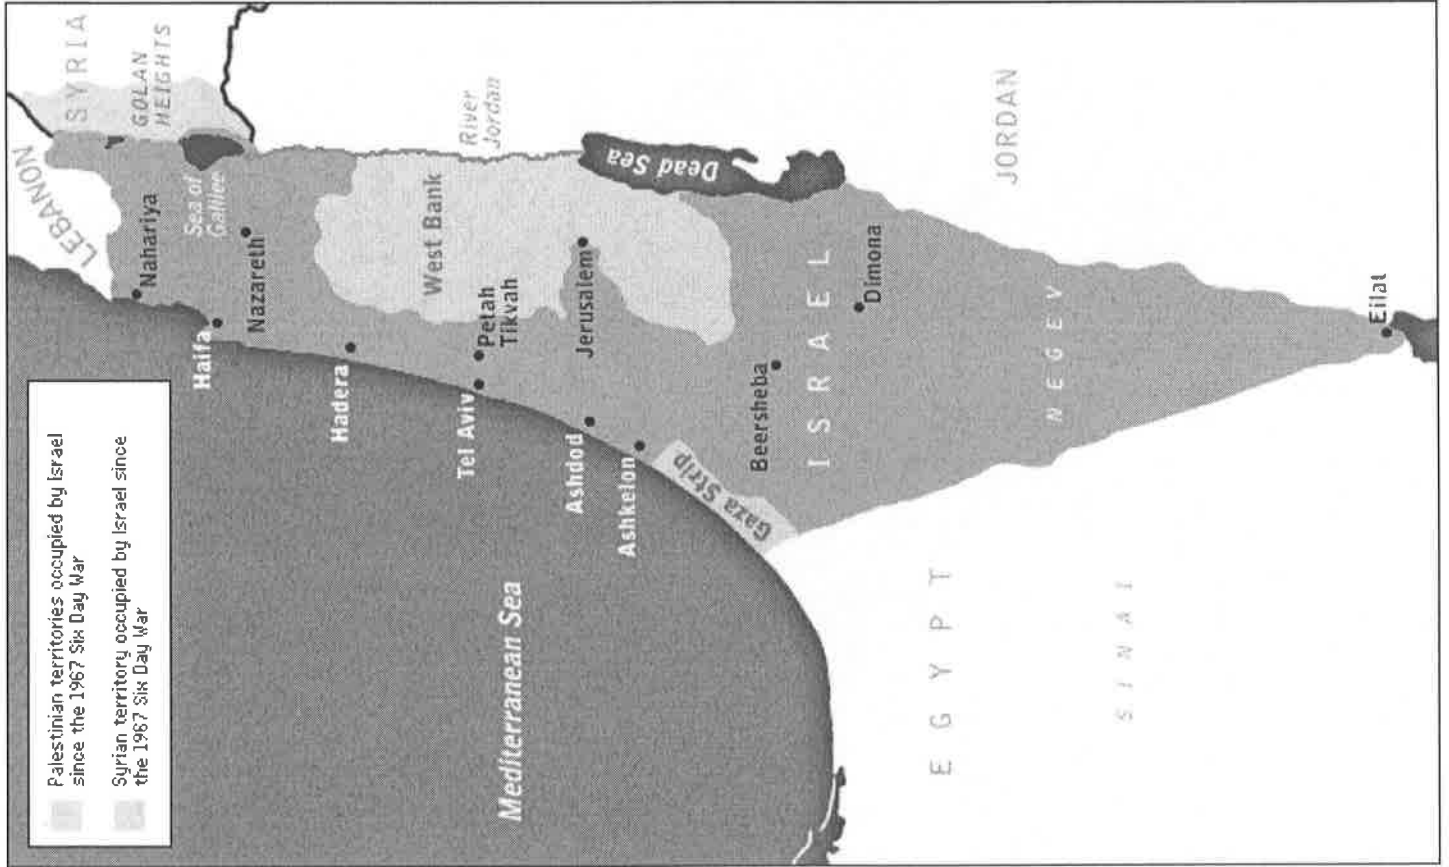 Palestinian territories occupied by Israel
since the 1967 Six Day War
Syrian territory occupied by Israel since
the 1967 Six Day War
LEBANON
SYRIA
GOLAN
HEIGHTS
Nahariya
Sea of
Galilee
Haifa
Nazareth
Hadera
West Bank
River
Jordan
Tel Aviv
Petah
Tikvah
Jerusalem
Dead Sea
Ashdod
Ashkelon
Gaza Strip
Mediterranean Sea
Beersheba
ISRAEL
Dimona
JORDAN
NEGEV
EGYPT
SINAI
Eilat